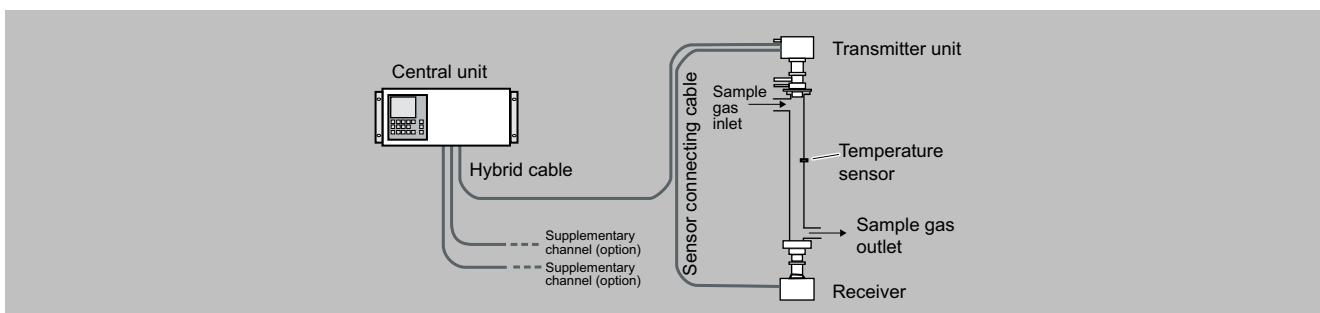 Central unit
Hybrid cable
Supplementary
channel (option)
Supplementary
channel (option)
Sensor connecting cable
Transmitter unit
Sample
gas
inlet
Temperature
sensor
Sample gas
outlet
Receiver